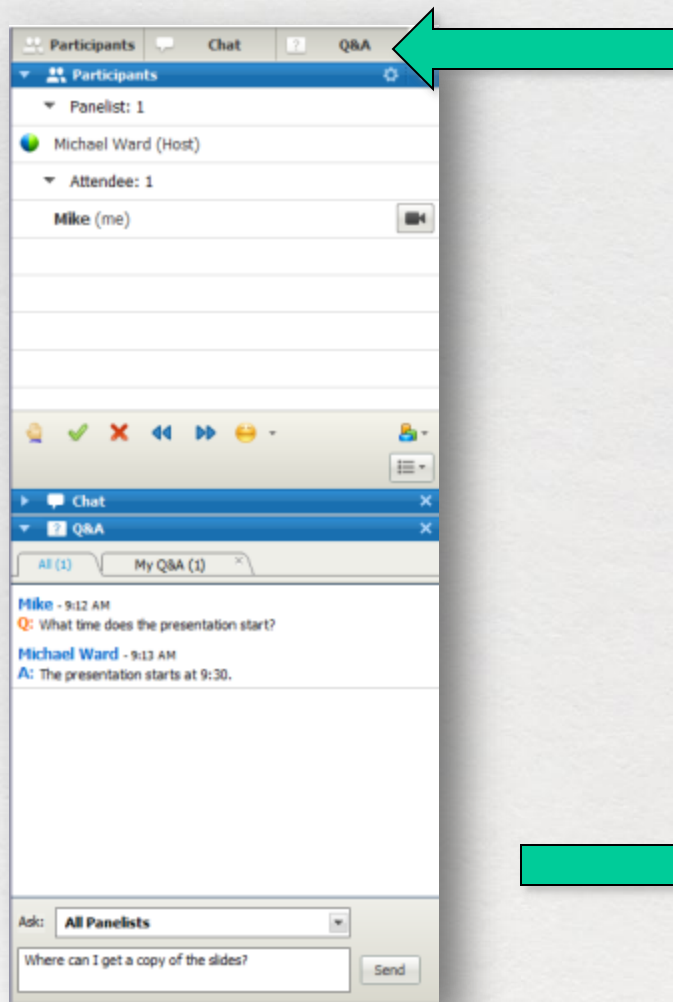 Participants Chat ? Q&A
Participants
Panelist: 1
Michael Ward (Host)
Attendee: 1
Mike (me)
Chat
? Q&A
All (1) My Q&A (1)
Mike - 9:12 AM
Q: What time does the presentation start?
Michael Ward - 9:13 AM
A: The presentation starts at 9:30.
Ask: All Panelists
Where can I get a copy of the slides?
Send